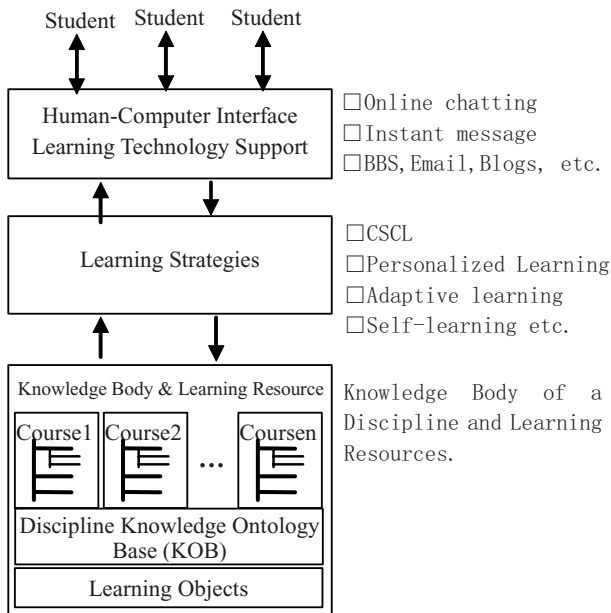 Student Student Student
Human-Computer Interface
Learning Technology Support
□Online chatting
□Instant message
□BBS,Email,Blogs, etc.
Learning Strategies
□CSCL
□Personalized Learning
□Adaptive learning
□Self-learning etc.
Knowledge Body & Learning Resource
Course1 Course2 ... Coursen
Discipline Knowledge Ontology
Base (KOB)
Learning Objects
Knowledge Body of a
Discipline and Learning
Resources.